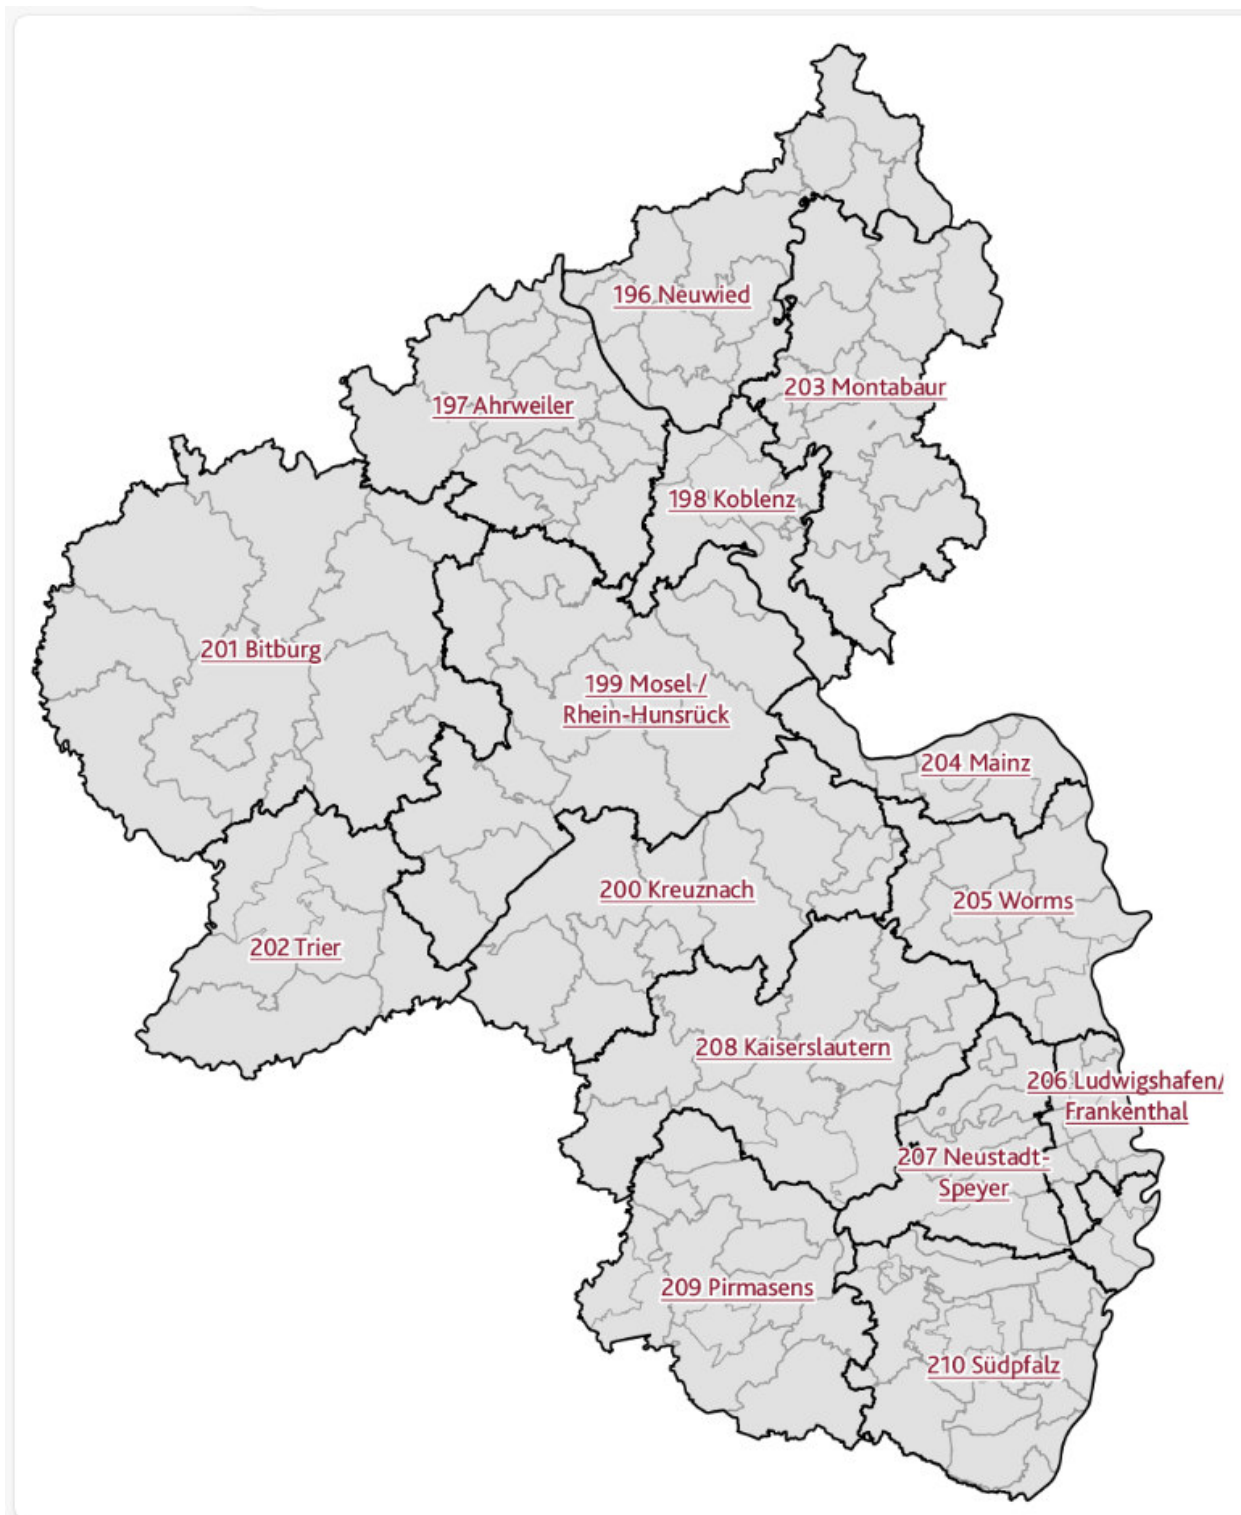 196 Neuwied
203 Montabaur
197 Ahrweiler
198 Koblenz
201 Bitburg
199 Mosel /
Rhein-Hunsrück
204 Mainz
200 Kreuznach
205 Worms
202 Trier
208 Kaiserslautern
206 Ludwigshafen/
Frankenthal
207 Neustadt-
Speyer
209 Pirmasens
210 Südpfalz